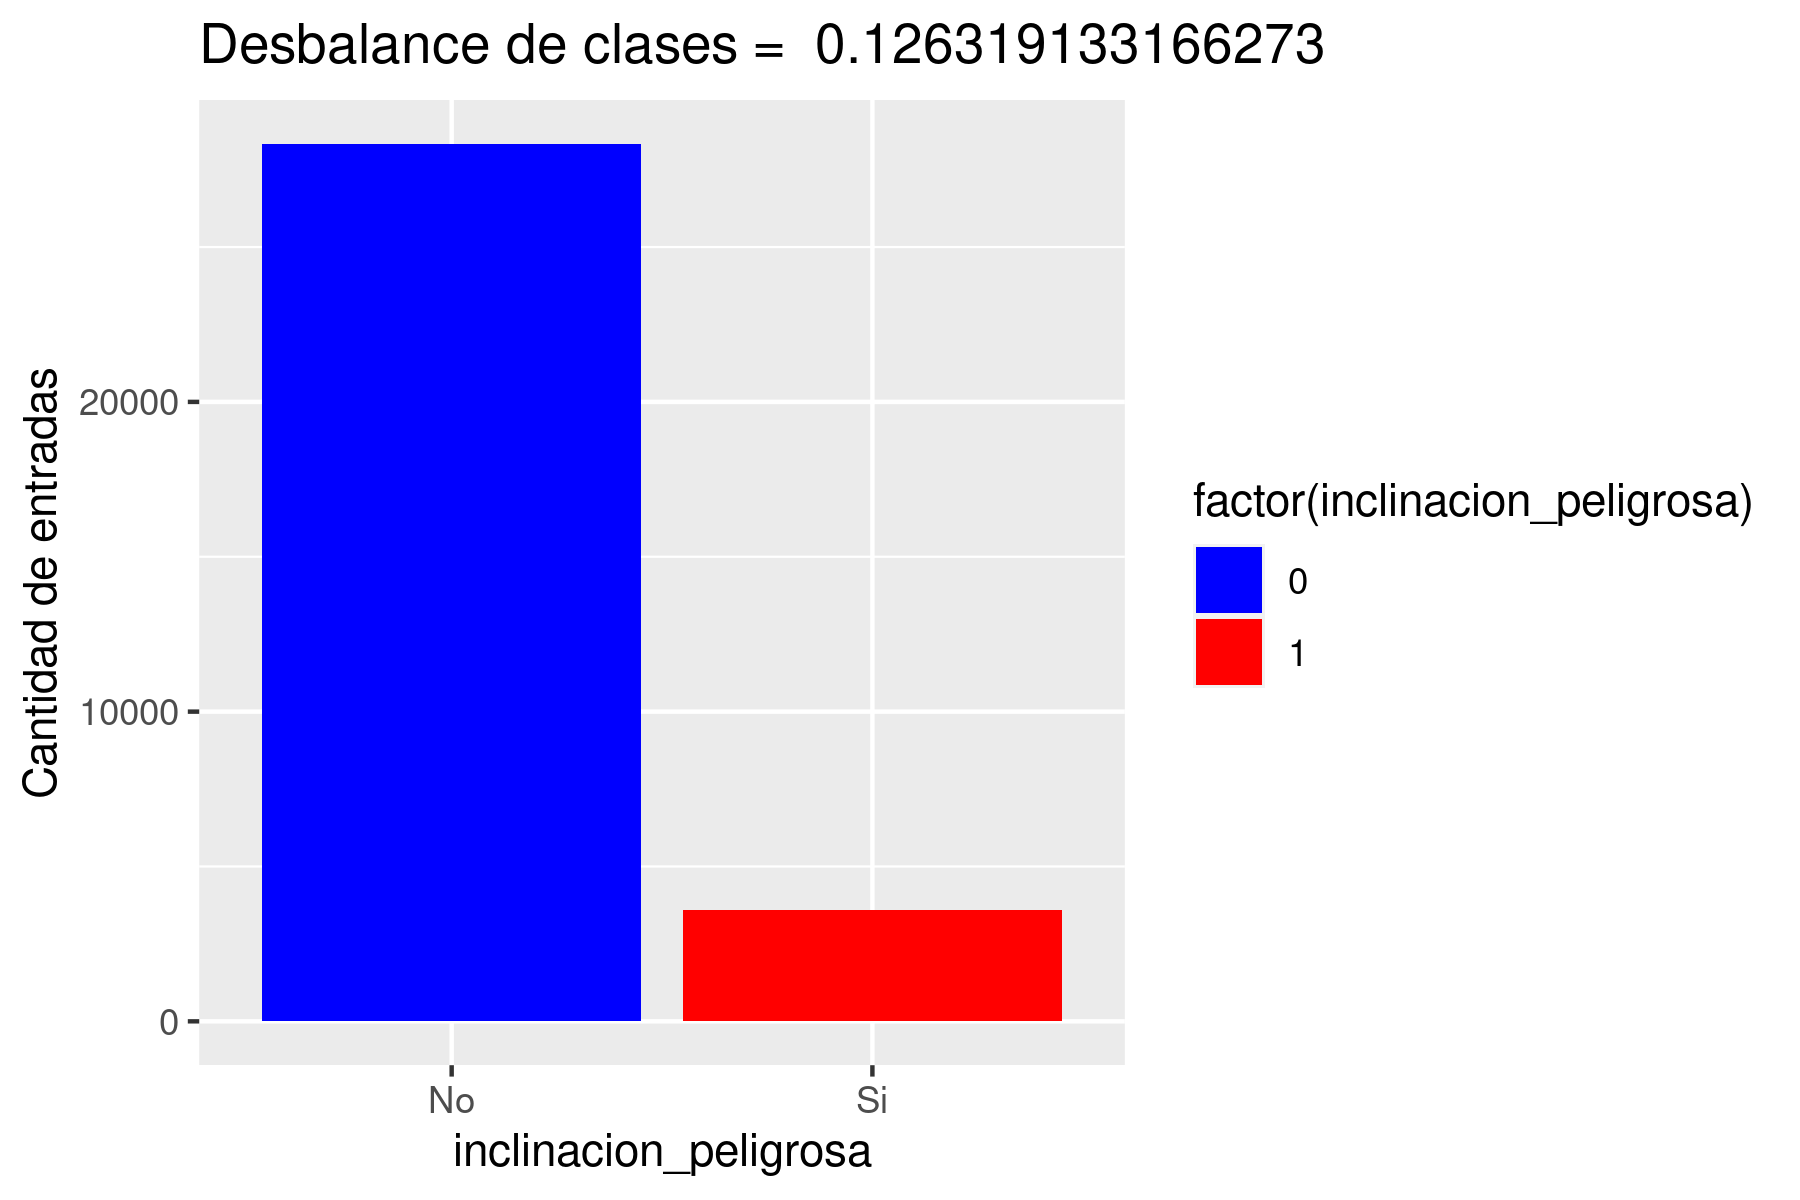 Desbalance de clases =  0.126319133166273
Cantidad de entradas
20000
10000
0
No
Si
inclinacion_peligrosa
factor(inclinacion_peligrosa)
0
1